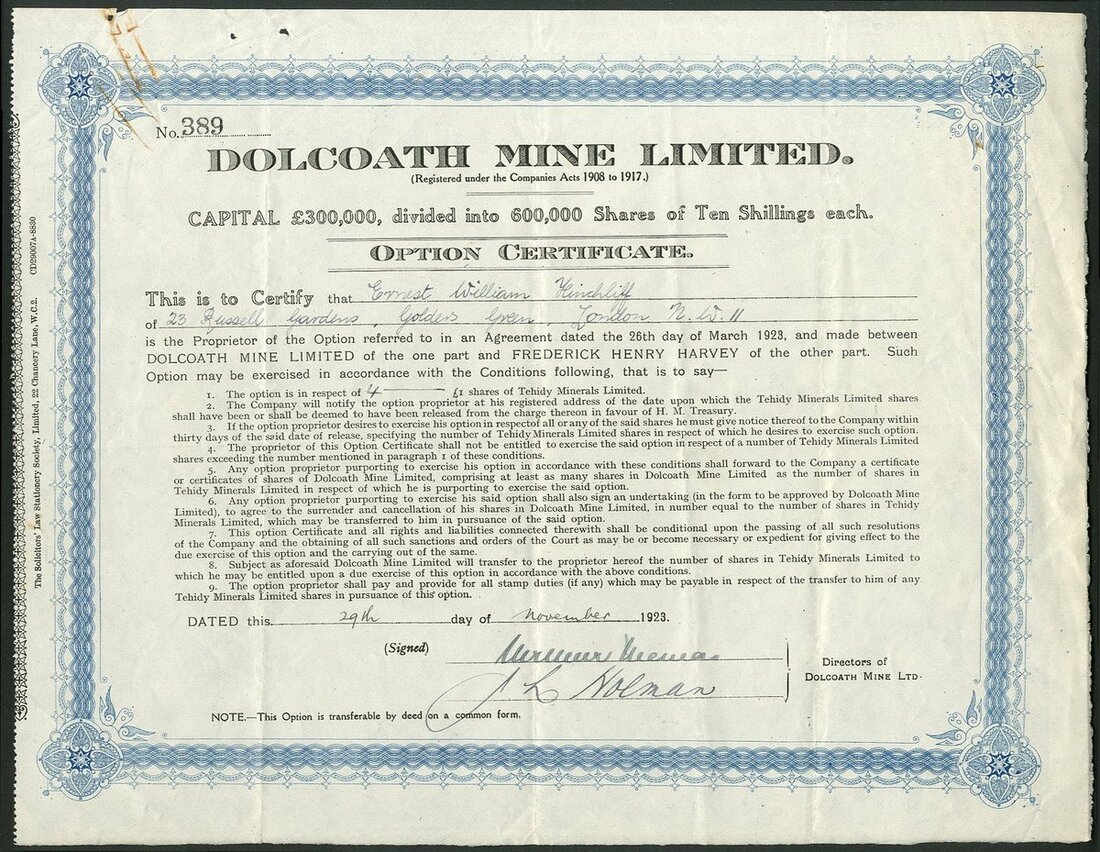 No. 389
DOLCOATH MINE LIMITED.
(Registered under the Companies Acts 1908 to 1917.)
CAPITAL £300,000, divided into 600,000 Shares of Ten Shillings each.
OPTION CERTIFICATE.
This is to Certify that Ernest William Hinchliff
of 23 Russell Gardens, Golders Green, London N.W. 11
is the Proprietor of the Option referred to in an Agreement dated the 26th day of March 1923, and made between
DOLCOATH MINE LIMITED of the one part and FREDERICK HENRY HARVEY of the other part. Such
Option may be exercised in accordance with the Conditions following, that is to say—
1. The option is in respect of 4 £1 shares of Tehidy Minerals Limited.
2. The Company will notify the option proprietor at his registered address of the date upon which the Tehidy Minerals Limited shares
shall have been or shall be deemed to have been released from the charge thereon in favour of H. M. Treasury.
3. If the option proprietor desires to exercise his option in respect of all or any of the said shares he must give notice thereof to the Company within
thirty days of the said date of release, specifying the number of Tehidy Minerals Limited shares in respect of which he desires to exercise such option.
4. The proprietor of this Option Certificate shall not be entitled to exercise the said option in respect of a number of Tehidy Minerals Limited
shares exceeding the number mentioned in paragraph 1 of these conditions.
5. Any option proprietor purporting to exercise his option in accordance with these conditions shall forward to the Company a certificate
or certificates of shares of Dolcoath Mine Limited, comprising at least as many shares in Dolcoath Mine Limited as the number of shares in
Tehidy Minerals Limited in respect of which he is purporting to exercise the said option.
6. Any option proprietor purporting to exercise his said option shall also sign an undertaking (in the form to be approved by Dolcoath Mine
Limited), to agree to the surrender and cancellation of his shares in Dolcoath Mine Limited, in number equal to the number of shares in Tehidy
Minerals Limited, which may be transferred to him in pursuance of the said option.
7. This option Certificate and all rights and liabilities connected therewith shall be conditional upon the passing of all such resolutions
of the Company and the obtaining of all such sanctions and orders of the Court as may be or become necessary or expedient for giving effect to the
due exercise of this option and the carrying out of the same.
8. Subject as aforesaid Dolcoath Mine Limited will transfer to the proprietor hereof the number of shares in Tehidy Minerals Limited to
which he may be entitled upon a due exercise of this option in accordance with the above conditions.
9. The option proprietor shall pay and provide for all stamp duties (if any) which may be payable in respect of the transfer to him of any
Tehidy Minerals Limited shares in pursuance of this option.
DATED this 29th day of November 1923.
(Signed)
J L Holman
Directors of
DOLCOATH MINE LTD.
NOTE.—This Option is transferable by deed on a common form.
The Solicitors' Law Stationery Society, Limited, 22 Chancery Lane, W.C.2. CD29007A-8830